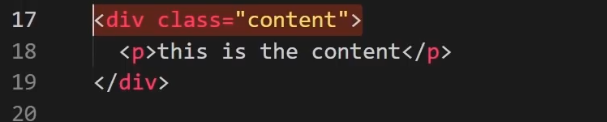 17 <div class="content">
18 <p>this is the content</p>
19 </div>
20